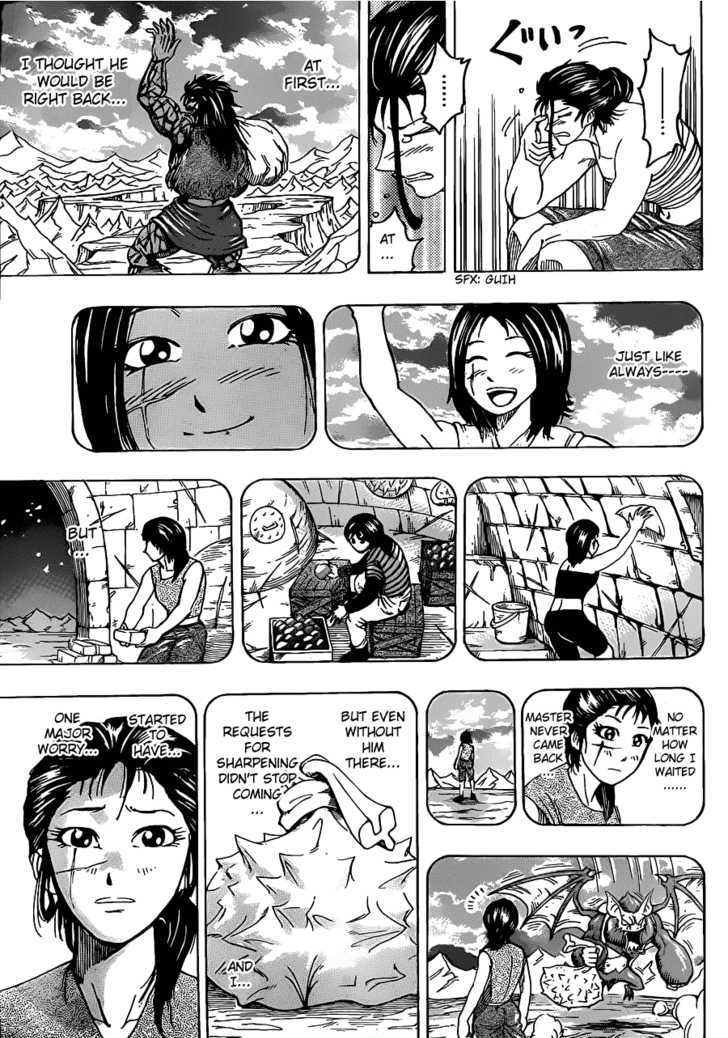 ぐいっ
………
………
SFX: GUIH
AT
...
AT
FIRST...
I THOUGHT HE
WOULD BE
RIGHT BACK...
JUST LIKE
ALWAYS----
BUT
...
NO
MATTER
HOW
LONG I
WAITED
......
MASTER
NEVER
CAME
BACK
...
BUT EVEN
WITHOUT
HIM
THERE...
THE
REQUESTS
FOR
SHARPENING
DIDN'T STOP
COMING
...
AND
I...
STARTED
TO
HAVE...
ONE
MAJOR
WORRY...